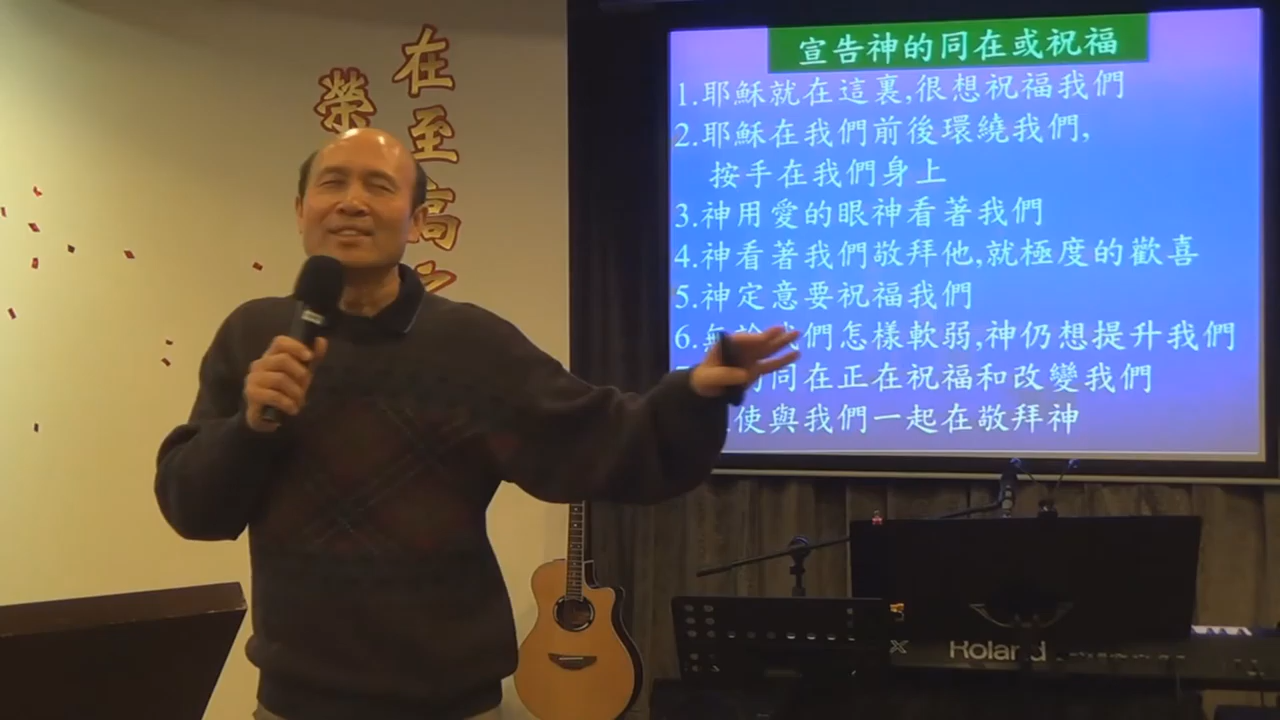 在至高之
榮
宣告神的同在或祝福
1.耶穌就在這裏,很想祝福我們
2.耶穌在我們前後環繞我們,
按手在我們身上
3.神用愛的眼神看著我們
4.神看著我們敬拜他,就極度的歡喜
5.神定意要祝福我們
6.無論我們怎樣軟弱,神仍想提升我們
同在正在祝福和改變我們
使與我們一起在敬拜神
Roland